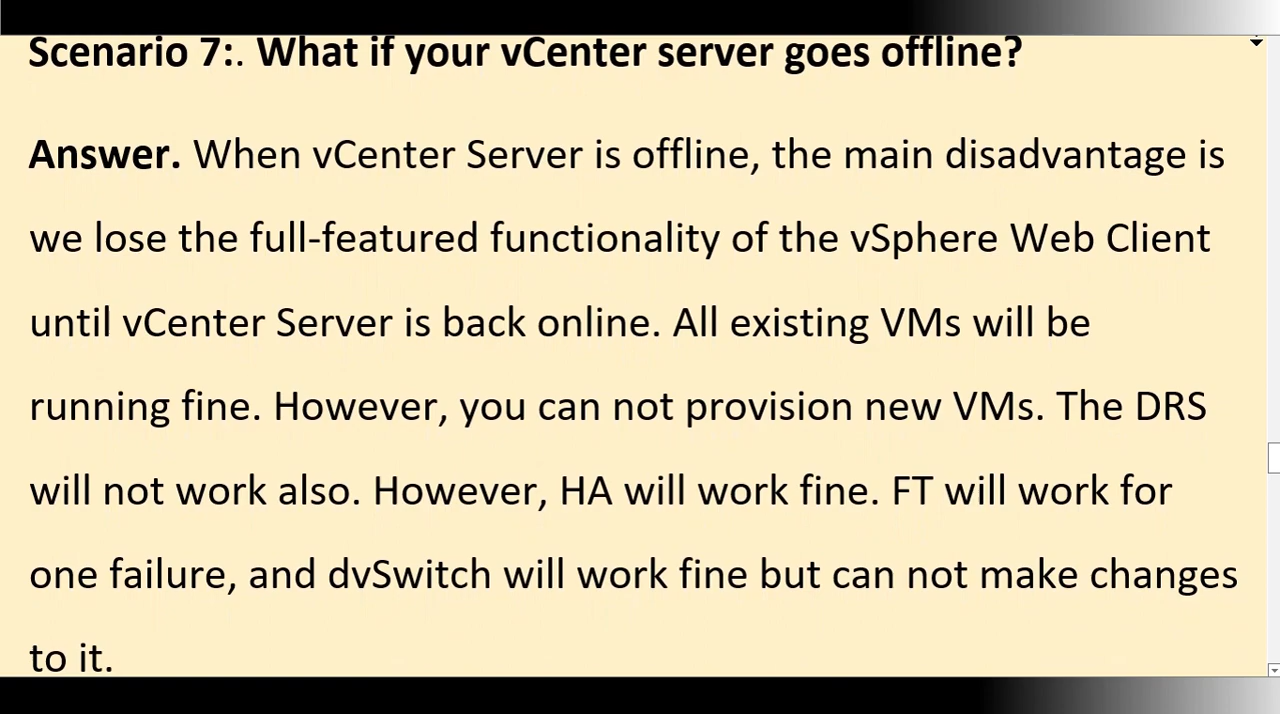 Scenario 7:. What if your vCenter server goes offline?
Answer. When vCenter Server is offline, the main disadvantage is
we lose the full-featured functionality of the vSphere Web Client
until vCenter Server is back online. All existing VMs will be
running fine. However, you can not provision new VMs. The DRS
will not work also. However, HA will work fine. FT will work for
one failure, and dvSwitch will work fine but can not make changes
to it.